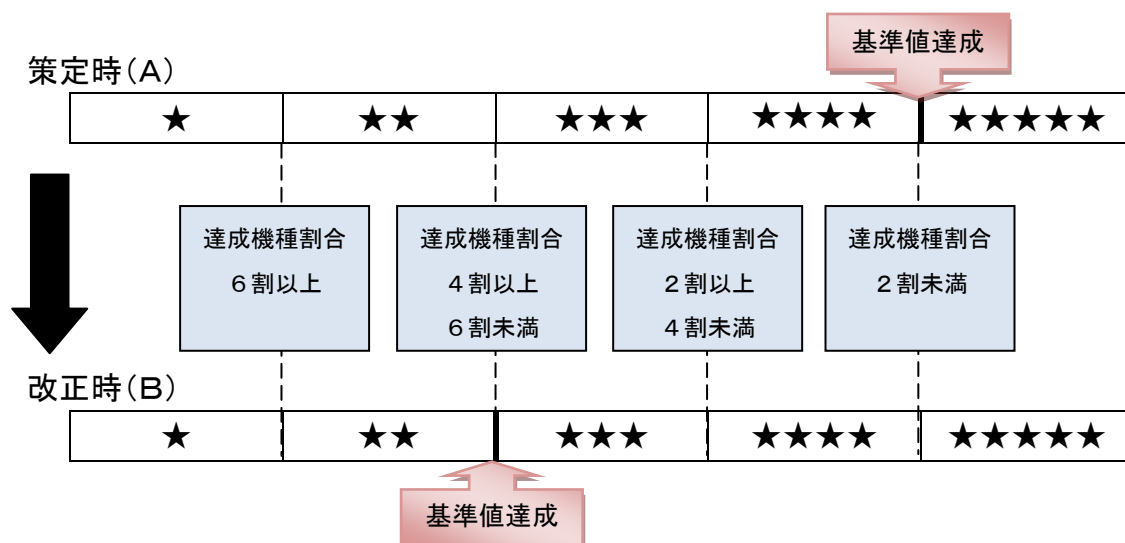 基準値達成
策定時(A)
★ ★★ ★★★ ★★★★ ★★★★★
達成機種割合
6割以上
達成機種割合
4割以上
6割未満
達成機種割合
2割以上
4割未満
達成機種割合
2割未満
改正時(B)
★ ★★ ★★★ ★★★★ ★★★★★
基準値達成